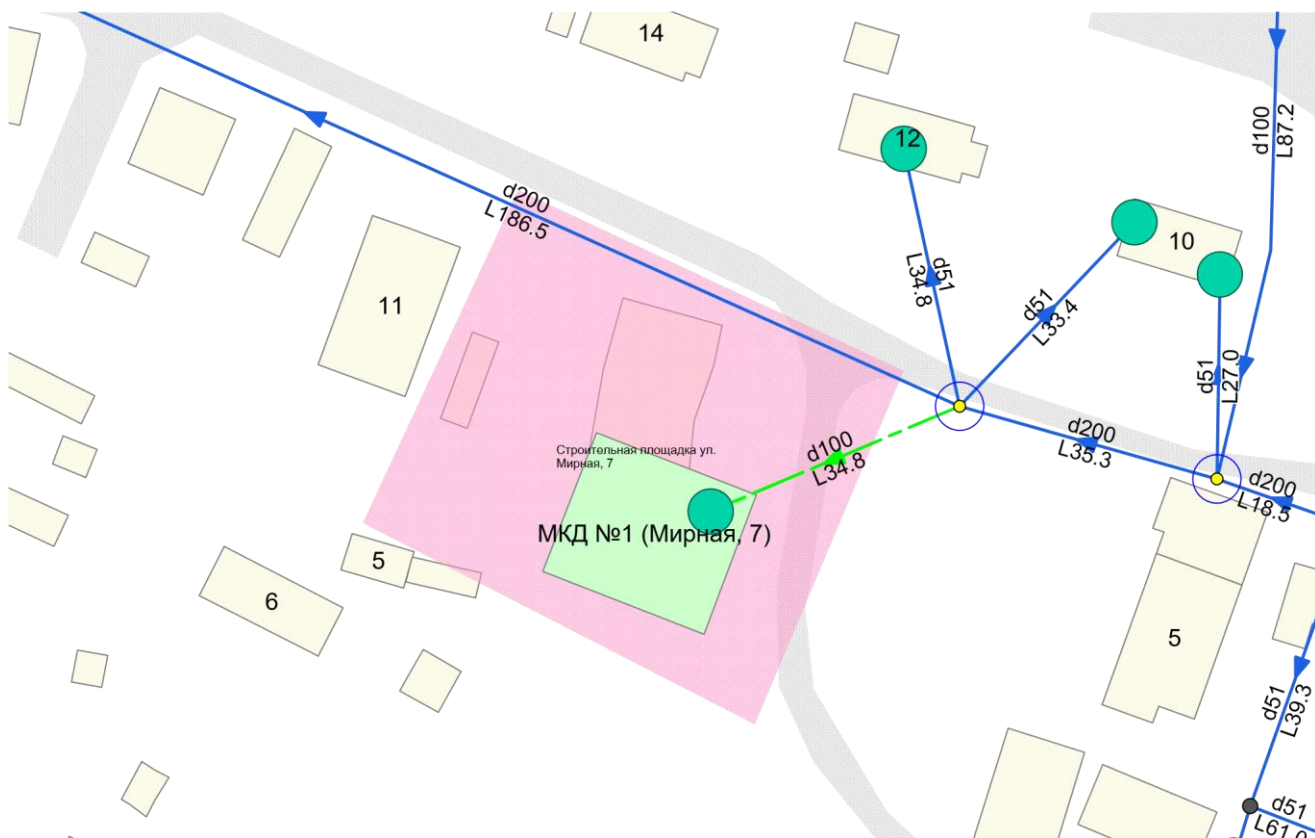 14
12
d100
L87.2
d200
L186.5
10
11
d51
L34.8
d51
L33.4
d51
L27.0
d200
L35.3
d100
L34.8
Строительная площадка ул.
Мирная, 7
d200
L18.5
МКД №1 (Мирная, 7)
5
6
5
d51
L39.3
d51
L61.0